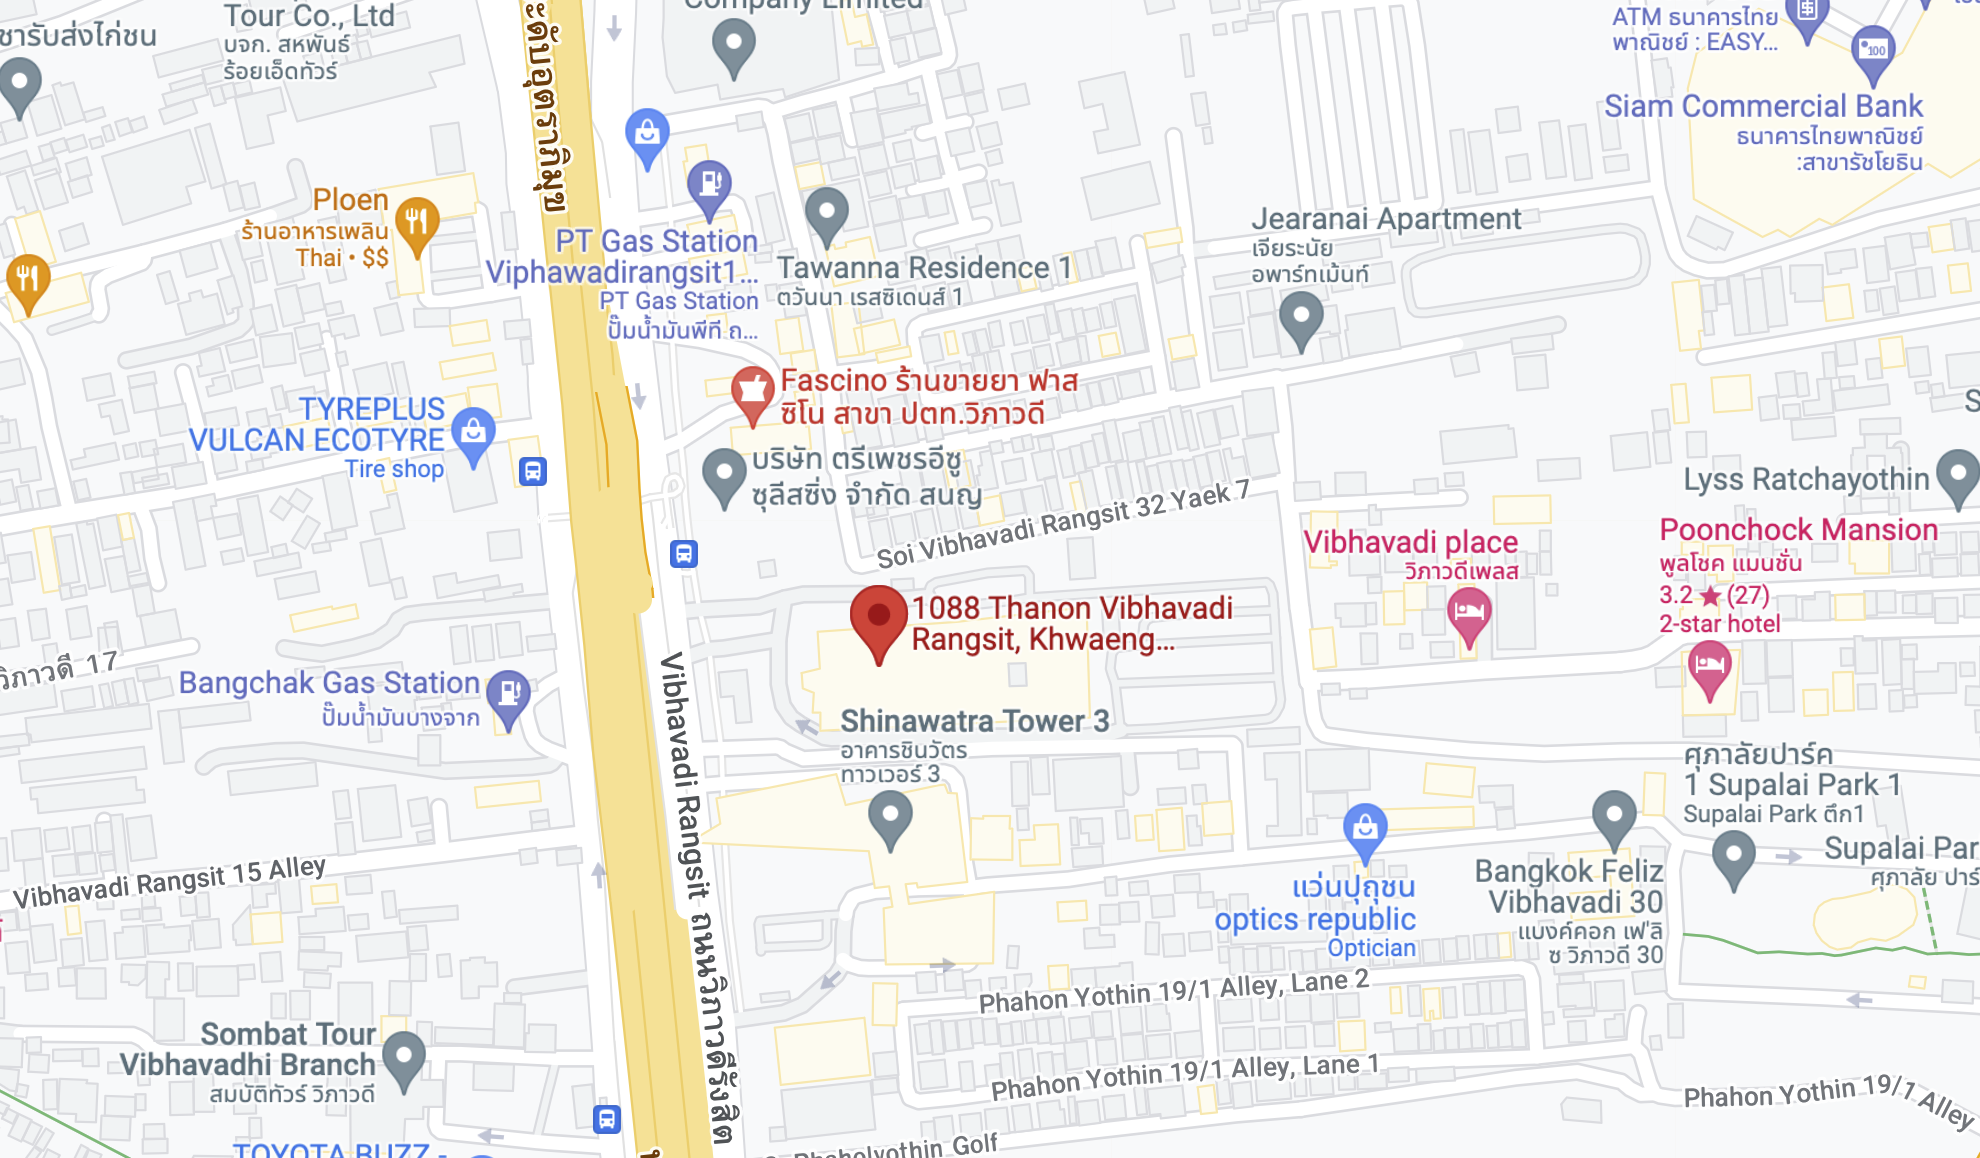 Company Limited
Tour Co., Ltd
บจก. สหพันธ์
ร้อยเอ็ดทัวร์
ชารับส่งไก่ชน
ATM ธนาคารไทย
พาณิชย์ : EASY...
Siam Commercial Bank
ธนาคารไทยพาณิชย์
:สาขารัชโยธิน
ะดับอุตราภิมุข
Ploen
ร้านอาหารเพลิน
Thai • $$
PT Gas Station
Viphawadirangsit1...
PT Gas Station
ปั๊มน้ำมันพีที ถ...
Tawanna Residence 1
ตวันนา เรสซิเดนส์ 1
Jearanai Apartment
เจียระนัย
อพาร์ทเม้นท์
Fascino ร้านขายยา ฟาส
ซิโน สาขา ปตท.วิภาวดี
TYREPLUS
VULCAN ECOTYRE
Tire shop
บริษัท ตรีเพชรอีซู
ซุลีสซิ่ง จำกัด สนญ
Soi Vibhavadi Rangsit 32 Yaek 7
S
Lyss Ratchayothin
Vibhavadi place
วิภาวดีเพลส
Poonchock Mansion
พูลโชค แมนชั่น
3.2 ★ (27)
2-star hotel
1088 Thanon Vibhavadi
Rangsit, Khwaeng...
วิภาวดี 17
Bangchak Gas Station
ปั๊มน้ำมันบางจาก
Vibhavadi Rangsit ถนนวิภาวดีรังสิต
Shinawatra Tower 3
อาคารชินวัตร
ทาวเวอร์ 3
ศุภาลัยปาร์ค
1 Supalai Park 1
Supalai Park ตึก1
Supalai Par
ศุภาลัย ปาร์
Vibhavadi Rangsit 15 Alley
แว่นปุถุชน
optics republic
Optician
Bangkok Feliz
Vibhavadi 30
แบงค์คอก เฟ'ลิ
ซ วิภาวดี 30
Phahon Yothin 19/1 Alley, Lane 2
Sombat Tour
Vibhavadhi Branch
สมบัติทัวร์ วิภาวดี
Phahon Yothin 19/1 Alley, Lane 1
Phahon Yothin 19/1 Alley
TOYOTA BUZZ
Phaholyothin Golf